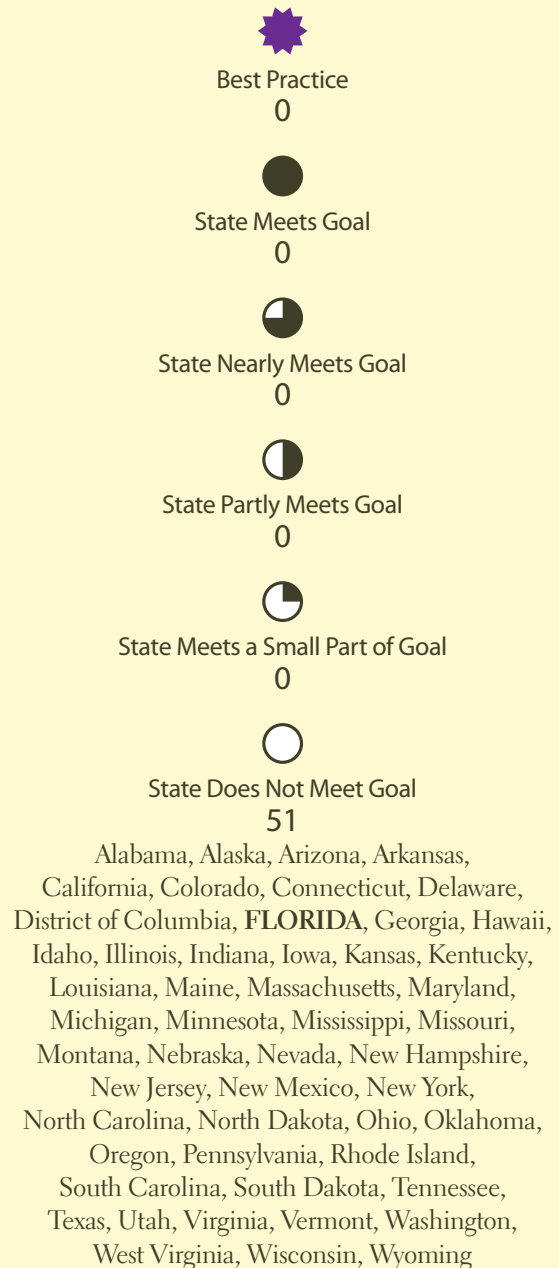 Best Practice
0
State Meets Goal
0
State Nearly Meets Goal
0
State Partly Meets Goal
0
State Meets a Small Part of Goal
0
State Does Not Meet Goal
51
Alabama, Alaska, Arizona, Arkansas,
California, Colorado, Connecticut, Delaware,
District of Columbia, FLORIDA, Georgia, Hawaii,
Idaho, Illinois, Indiana, Iowa, Kansas, Kentucky,
Louisiana, Maine, Massachusetts, Maryland,
Michigan, Minnesota, Mississippi, Missouri,
Montana, Nebraska, Nevada, New Hampshire,
New Jersey, New Mexico, New York,
North Carolina, North Dakota, Ohio, Oklahoma,
Oregon, Pennsylvania, Rhode Island,
South Carolina, South Dakota, Tennessee,
Texas, Utah, Virginia, Vermont, Washington,
West Virginia, Wisconsin, Wyoming